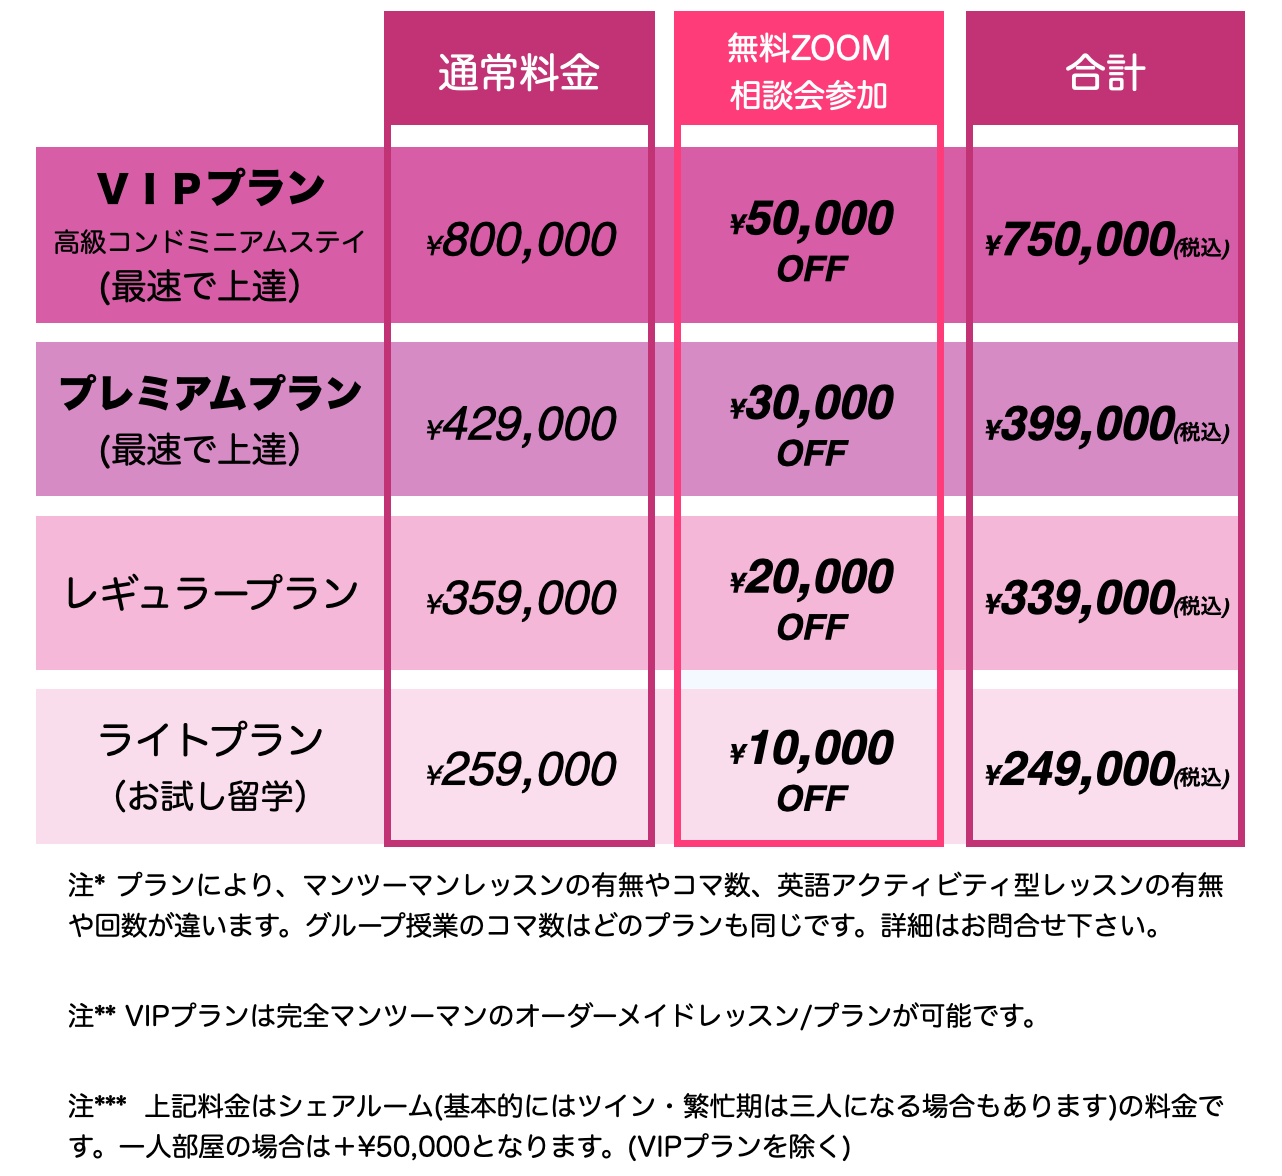 通常料金
無料ZOOM
相談会参加
合計
ＶＩＰプラン
高級コンドミニアムステイ
(最速で上達)
¥800,000
¥50,000
OFF
¥750,000(税込)
プレミアムプラン
(最速で上達)
¥429,000
¥30,000
OFF
¥399,000(税込)
レギュラープラン
¥359,000
¥20,000
OFF
¥339,000(税込)
ライトプラン
（お試し留学）
¥259,000
¥10,000
OFF
¥249,000(税込)
注* プランにより、マンツーマンレッスンの有無やコマ数、英語アクティビティ型レッスンの有無
や回数が違います。グループ授業のコマ数はどのプランも同じです。詳細はお問合せ下さい。
注** VIPプランは完全マンツーマンのオーダーメイドレッスン/プランが可能です。
注*** 上記料金はシェアルーム(基本的にはツイン・繁忙期は三人になる場合もあります)の料金で
す。一人部屋の場合は＋¥50,000となります。(VIPプランを除く)